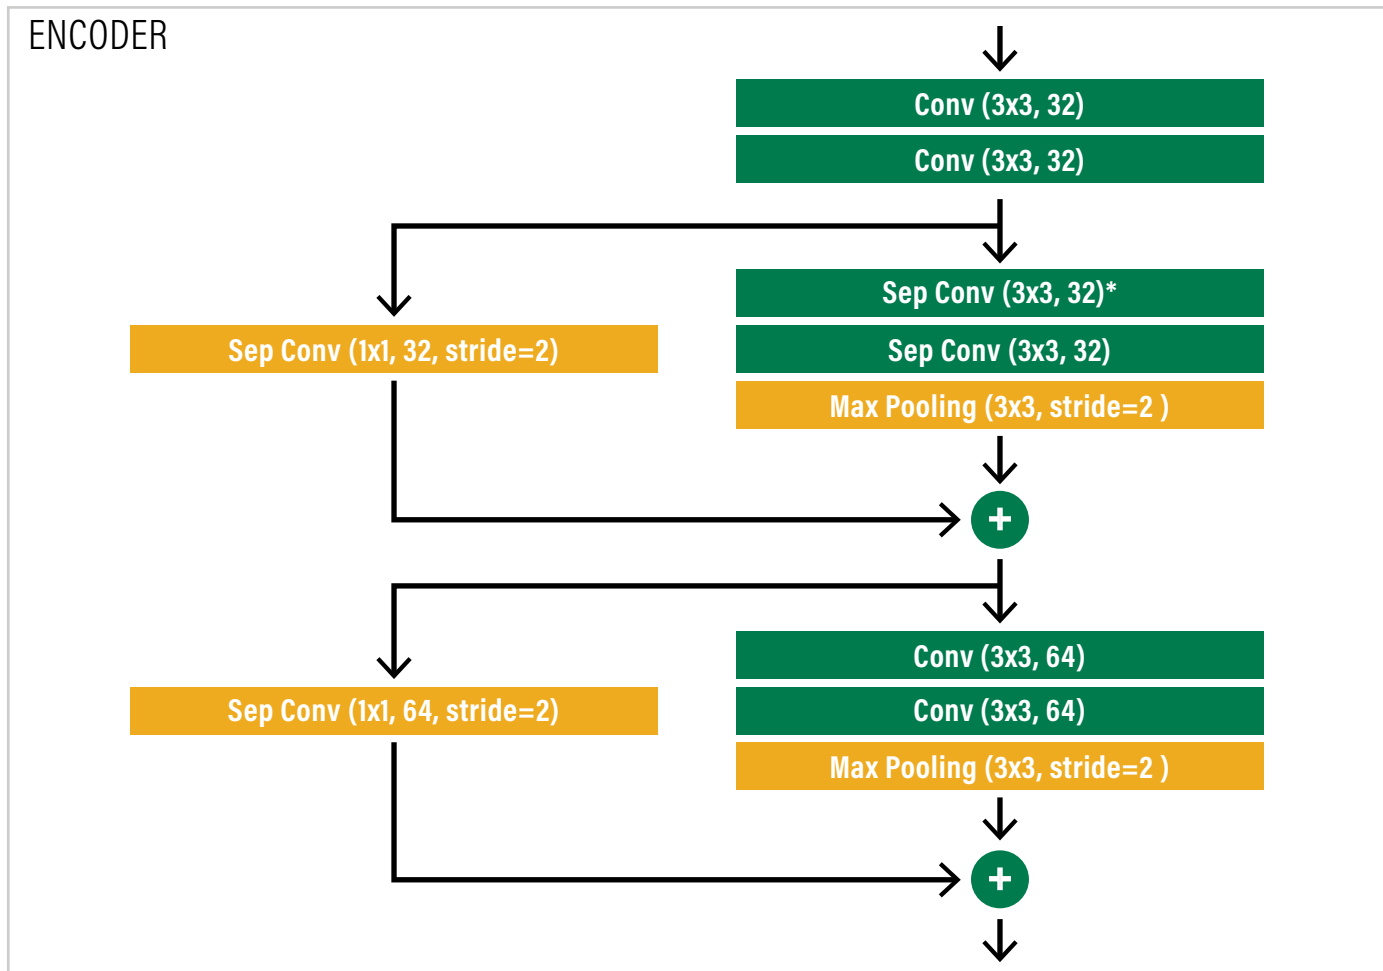 ENCODER
Conv (3x3, 32)
Conv (3x3, 32)
Sep Conv (3x3, 32)*
Sep Conv (1x1, 32, stride=2)
Sep Conv (3x3, 32)
Max Pooling (3x3, stride=2 )
+
Conv (3x3, 64)
Sep Conv (1x1, 64, stride=2)
Conv (3x3, 64)
Max Pooling (3x3, stride=2 )
+